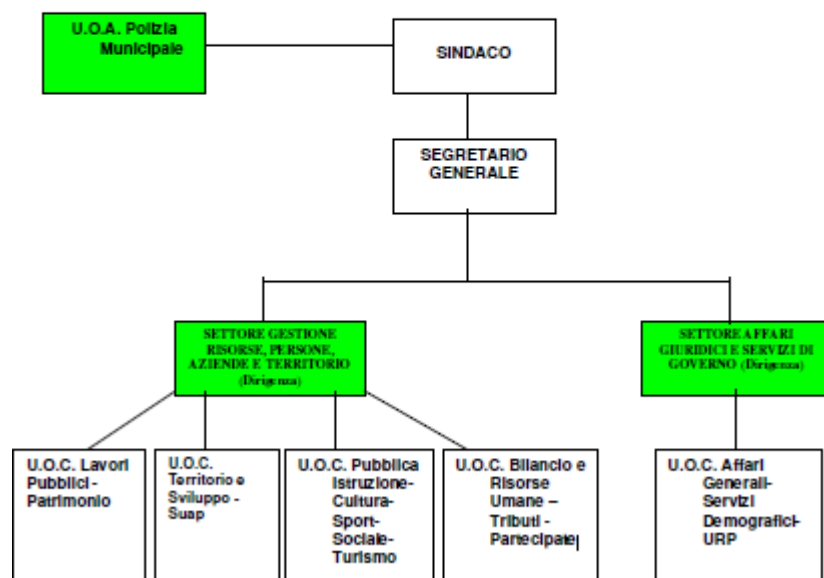 U.O.A. Polizia
Municipale
SINDACO
SEGRETARIO
GENERALE
SETTORE GESTIONE
RISORSE, PERSONE,
AZIENDE E TERRITORIO
(Dirigenza)
SETTORE AFFARI
GIURIDICI E SERVIZI DI
GOVERNO (Dirigenza)
U.O.C. Lavori
Pubblici -
Patrimonio
U.O.C.
Territorio e
Sviluppo -
Suap
U.O.C. Pubblica
Istruzione-
Cultura-
Sport-
Sociale-
Turismo
U.O.C. Bilancio e
Risorse
Umane –
Tributi -
Partecipate
U.O.C. Affari
Generali-
Servizi
Demografici-
URP